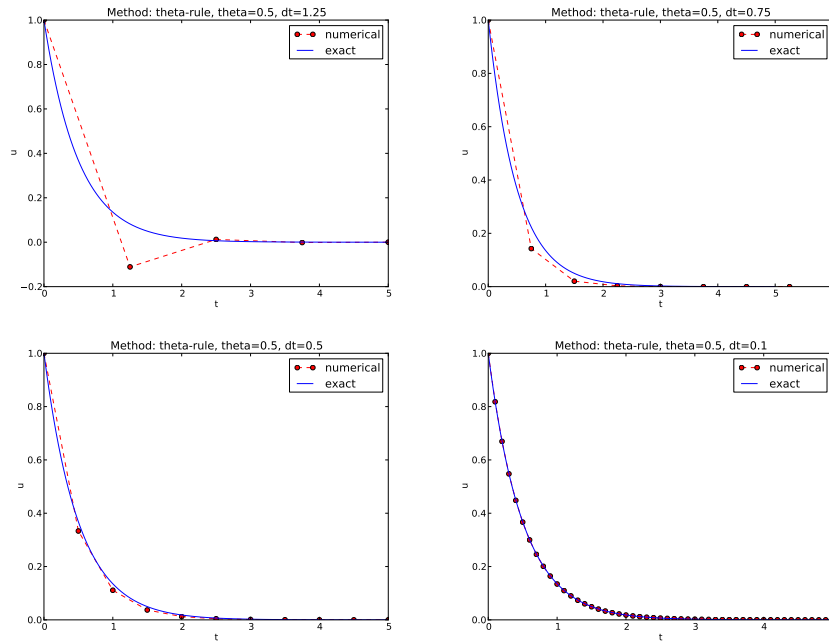 Method: theta-rule, theta=0.5, dt=1.25
1.0
0.8
0.6
0.4
0.2
0.0
−0.2
u
0 1 2 3 4 5
t
numerical
exact
Method: theta-rule, theta=0.5, dt=0.75
1.0
0.8
0.6
0.4
0.2
0.0
u
0 1 2 3 4 5
t
numerical
exact
Method: theta-rule, theta=0.5, dt=0.5
1.0
0.8
0.6
0.4
0.2
0.0
u
0 1 2 3 4 5
t
numerical
exact
Method: theta-rule, theta=0.5, dt=0.1
1.0
0.8
0.6
0.4
0.2
0.0
u
0 1 2 3 4
t
numerical
exact